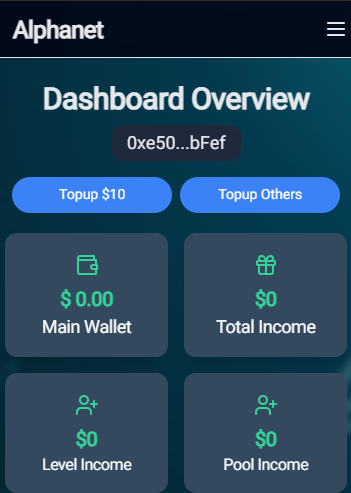 Alphanet
Dashboard Overview
0xe50...bFef
Topup $10
Topup Others
$ 0.00
Main Wallet
$0
Total Income
$0
Level Income
$0
Pool Income